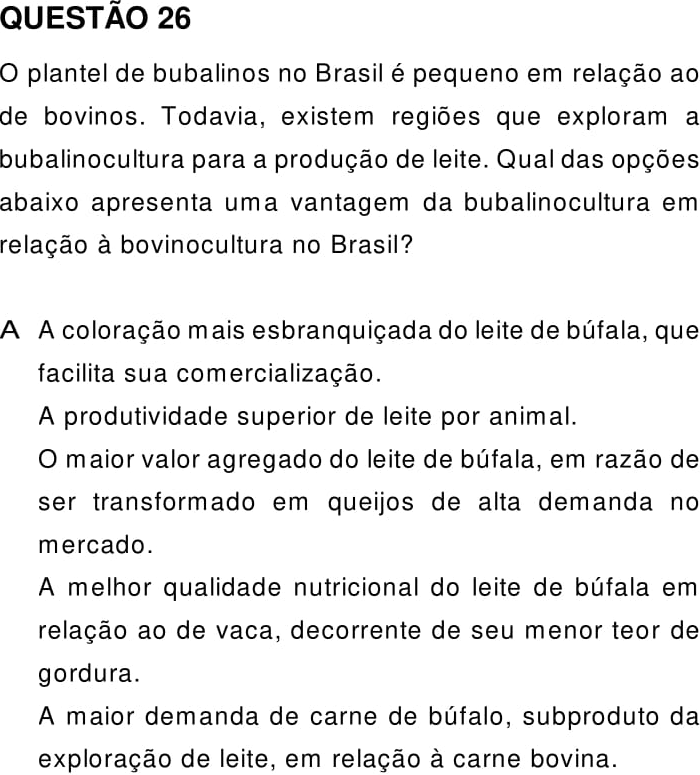 QUESTÃO 26
O plantel de bubalinos no Brasil é pequeno em relação ao
de bovinos. Todavia, existem regiões que exploram a
bubalinocultura para a produção de leite. Qual das opções
abaixo apresenta uma vantagem da bubalinocultura em
relação à bovinocultura no Brasil?
A A coloração mais esbranquiçada do leite de búfala, que
facilita sua comercialização.
A produtividade superior de leite por animal.
O maior valor agregado do leite de búfala, em razão de
ser transformado em queijos de alta demanda no
mercado.
A melhor qualidade nutricional do leite de búfala em
relação ao de vaca, decorrente de seu menor teor de
gordura.
A maior demanda de carne de búfalo, subproduto da
exploração de leite, em relação à carne bovina.